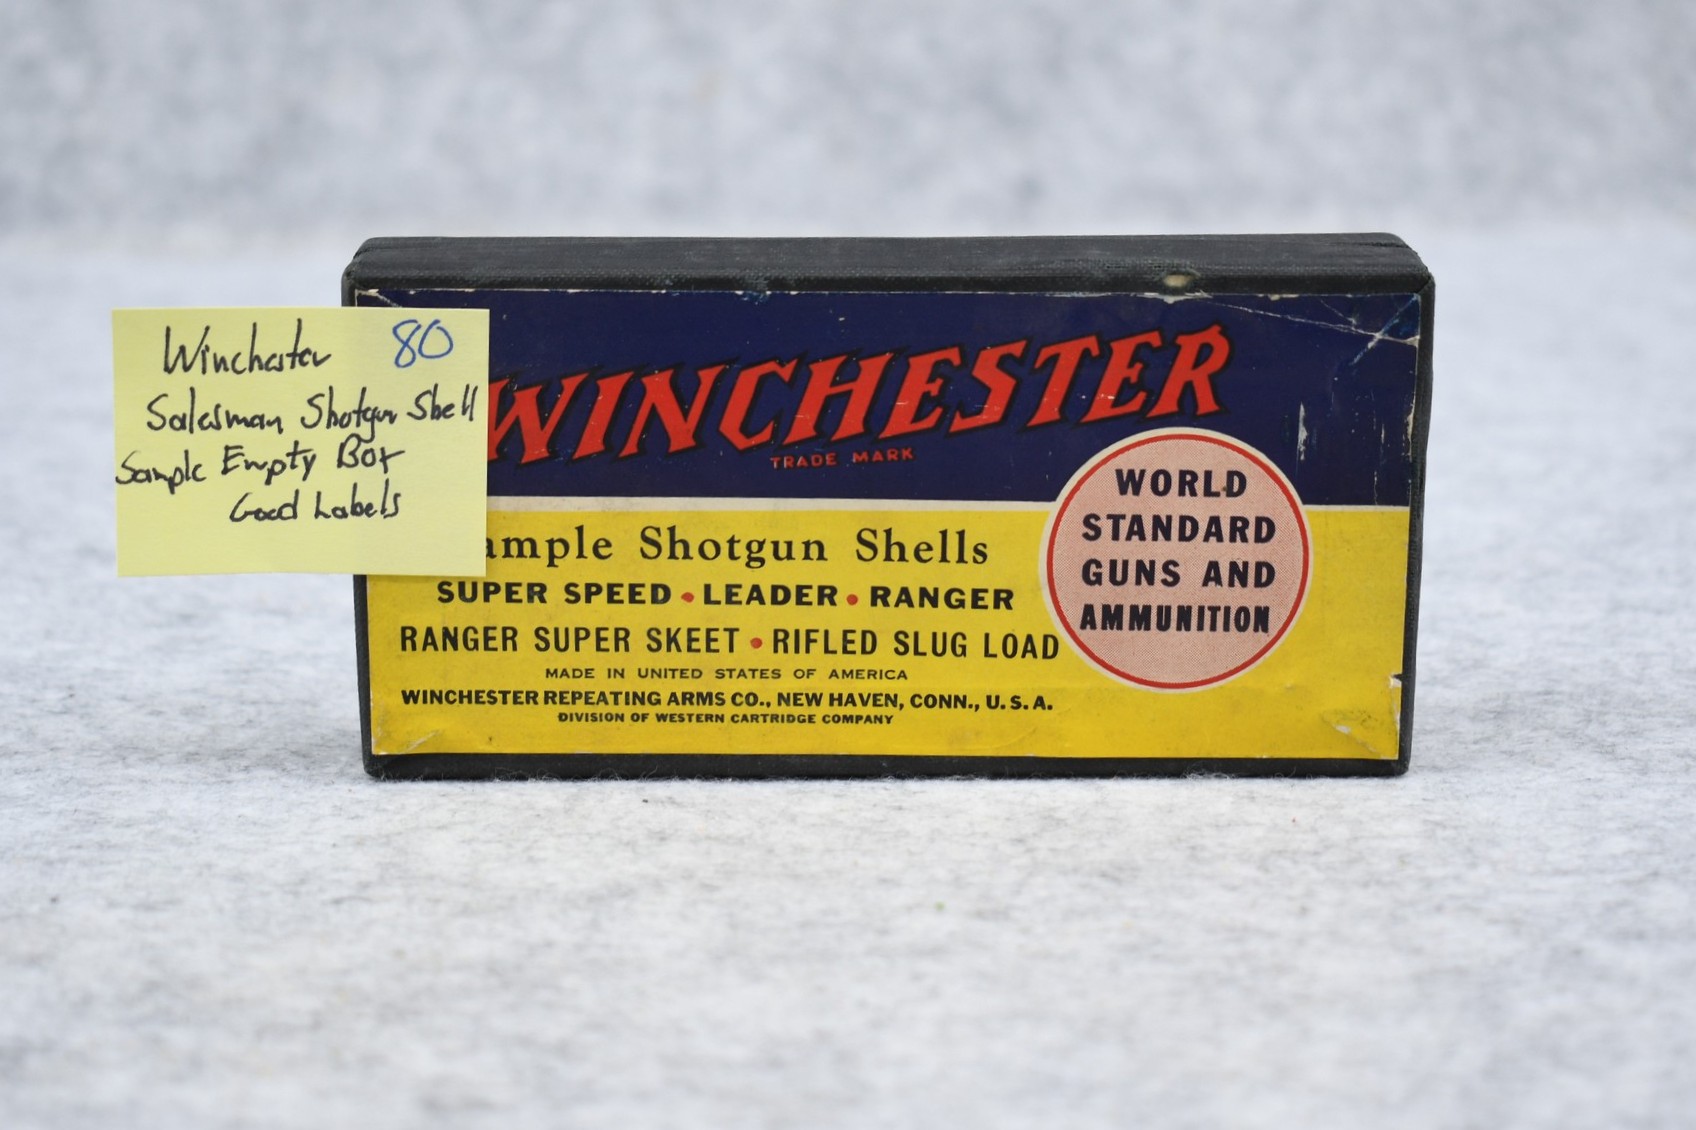 Winchester 80
Salesman Shotgun Shell
Sample Empty Box
Good Labels
WINCHESTER
TRADE MARK
ample Shotgun Shells
SUPER SPEED • LEADER • RANGER
RANGER SUPER SKEET • RIFLED SLUG LOAD
MADE IN UNITED STATES OF AMERICA
WINCHESTER REPEATING ARMS CO., NEW HAVEN, CONN., U.S.A.
DIVISION OF WESTERN CARTRIDGE COMPANY
WORLD
STANDARD
GUNS AND
AMMUNITION